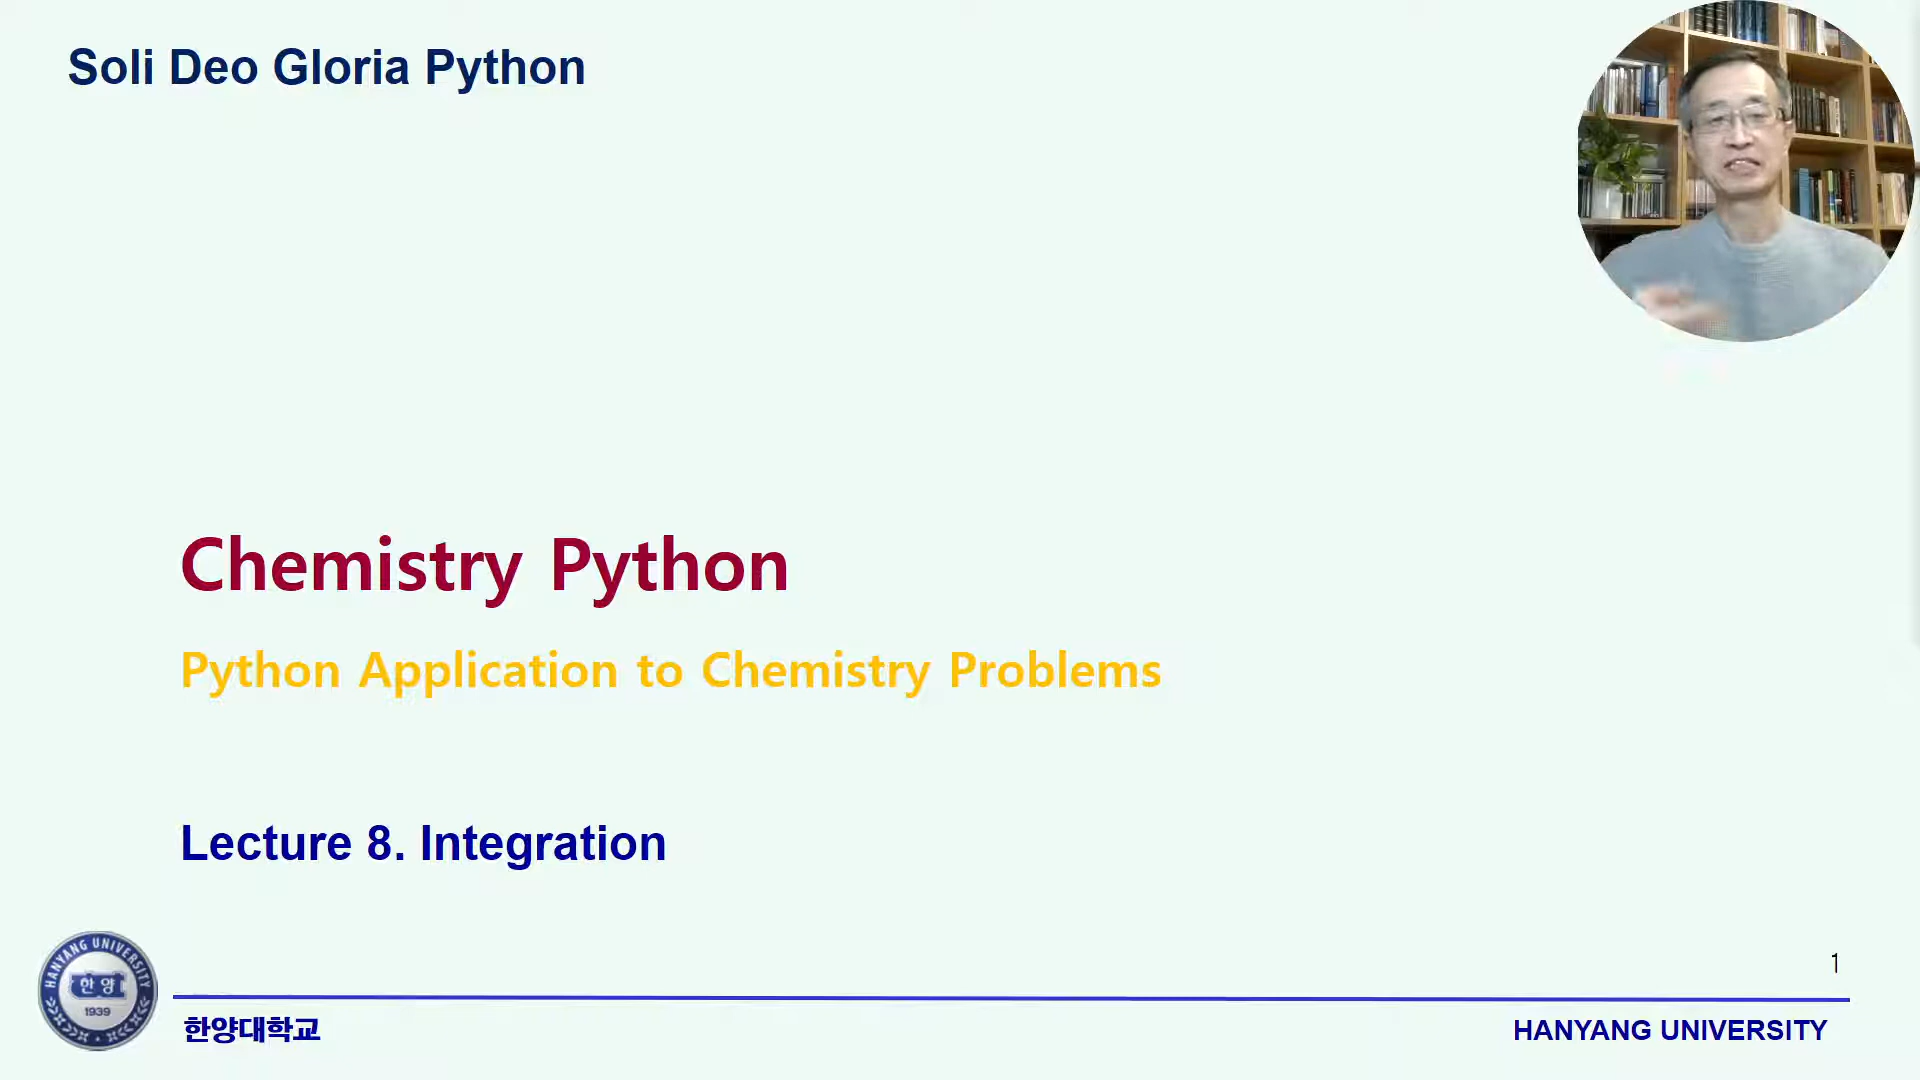 Soli Deo Gloria Python
Chemistry Python
Python Application to Chemistry Problems
Lecture 8. Integration
1
HANYANG UNIVERSITY
한양
1939
한양대학교
HANYANG UNIVERSITY